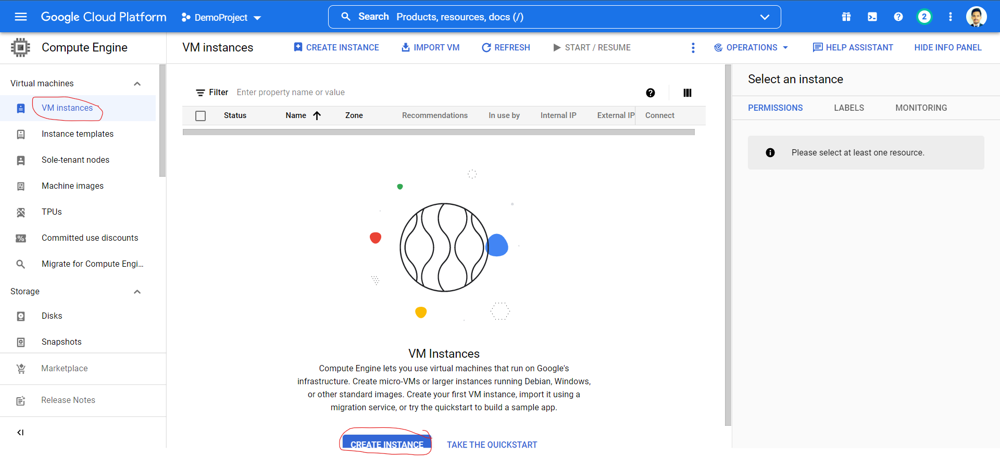 Google Cloud Platform DemoProject Search Products, resources, docs (/) 2
Compute Engine
VM instances CREATE INSTANCE IMPORT VM REFRESH START / RESUME OPERATIONS HELP ASSISTANT HIDE INFO PANEL
Virtual machines
VM instances
Instance templates
Sole-tenant nodes
Machine images
TPUs
Committed use discounts
Migrate for Compute Engi...
Storage
Disks
Snapshots
Marketplace
Release Notes
Filter Enter property name or value
Status Name Zone Recommendations In use by Internal IP External IP Connect
VM Instances
Compute Engine lets you use virtual machines that run on Google's
infrastructure. Create micro-VMs or larger instances running Debian, Windows,
or other standard images. Create your first VM instance, import it using a
migration service, or try the quickstart to build a sample app.
CREATE INSTANCE TAKE THE QUICKSTART
Select an instance
PERMISSIONS LABELS MONITORING
Please select at least one resource.